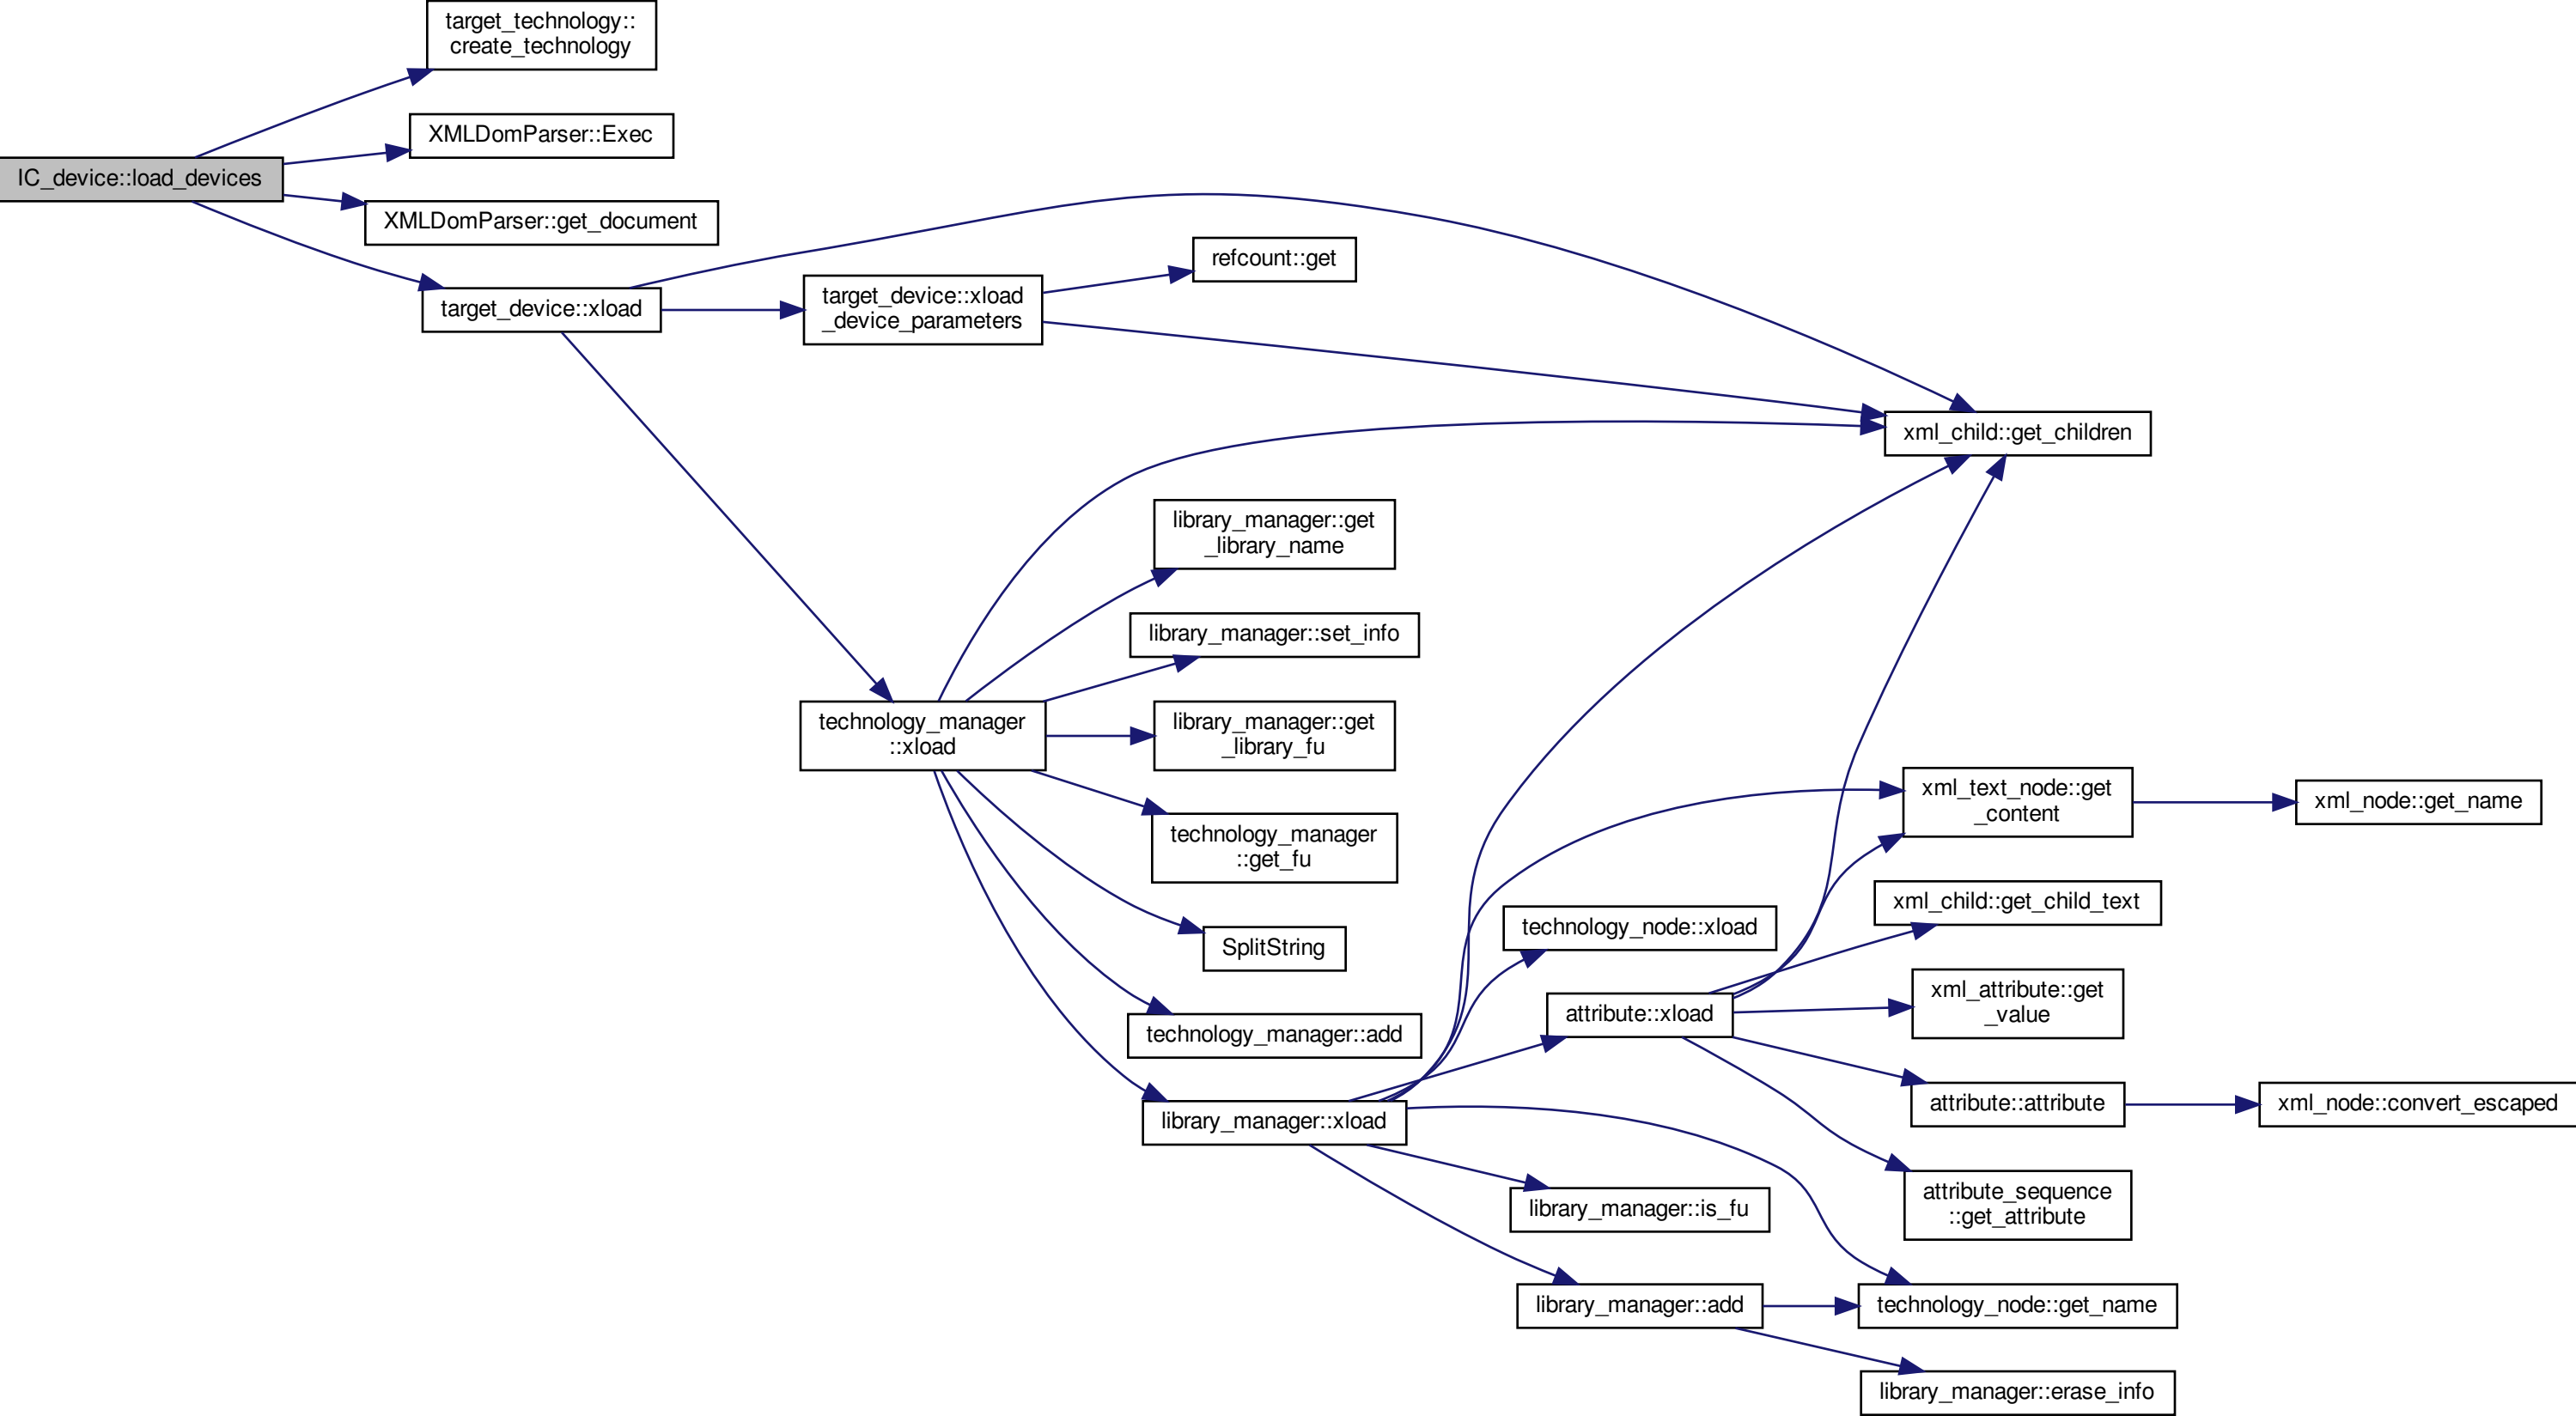 target_technology::
create_technology
XMLDomParser::Exec
IC_device::load_devices
XMLDomParser::get_document
refcount::get
target_device::xload
target_device::xload
_device_parameters
xml_child::get_children
library_manager::get
_library_name
library_manager::set_info
technology_manager
::xload
library_manager::get
_library_fu
xml_text_node::get
_content
xml_node::get_name
technology_manager
::get_fu
xml_child::get_child_text
technology_node::xload
SplitString
xml_attribute::get
_value
attribute::xload
technology_manager::add
attribute::attribute
xml_node::convert_escaped
library_manager::xload
attribute_sequence
::get_attribute
library_manager::is_fu
library_manager::add
technology_node::get_name
library_manager::erase_info